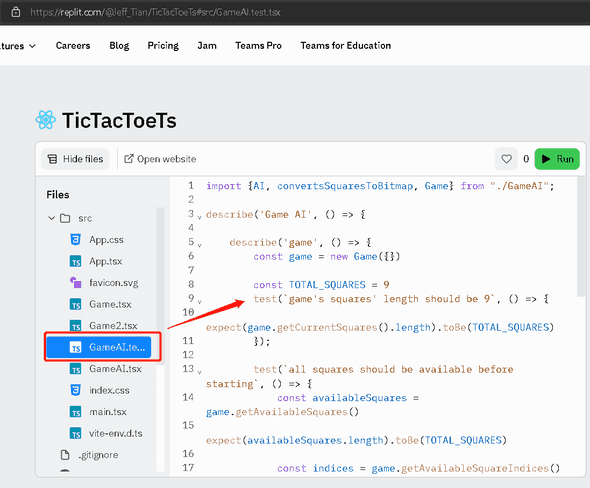 https://replit.com/@Jeff_Tian/TicTacToeTs#src/GameAI.test.tsx
atures Careers Blog Pricing Jam Teams Pro Teams for Education
TicTacToeTs
Hide files Open website 0 Run
Files
src
App.css
App.tsx
favicon.svg
Game.tsx
Game2.tsx
GameAI.te...
GameAI.tsx
index.css
main.tsx
vite-env.d.ts
.gitignore
1 import {AI, convertsSquaresToBitmap, Game} from "./GameAI";
2
3 describe('Game AI', () => {
4
5 describe('game', () => {
6 const game = new Game({})
7
8 const TOTAL_SQUARES = 9
9 test(`game's squares' length should be 9`, () => {
10
expect(game.getCurrentSquares().length).toBe(TOTAL_SQUARES)
11 });
12
13 test(`all squares should be available before
starting`, () => {
14 const availableSquares =
game.getAvailableSquares()
15
expect(availableSquares.length).toBe(TOTAL_SQUARES)
16
17 const indices = game.getAvailableSquareIndices()